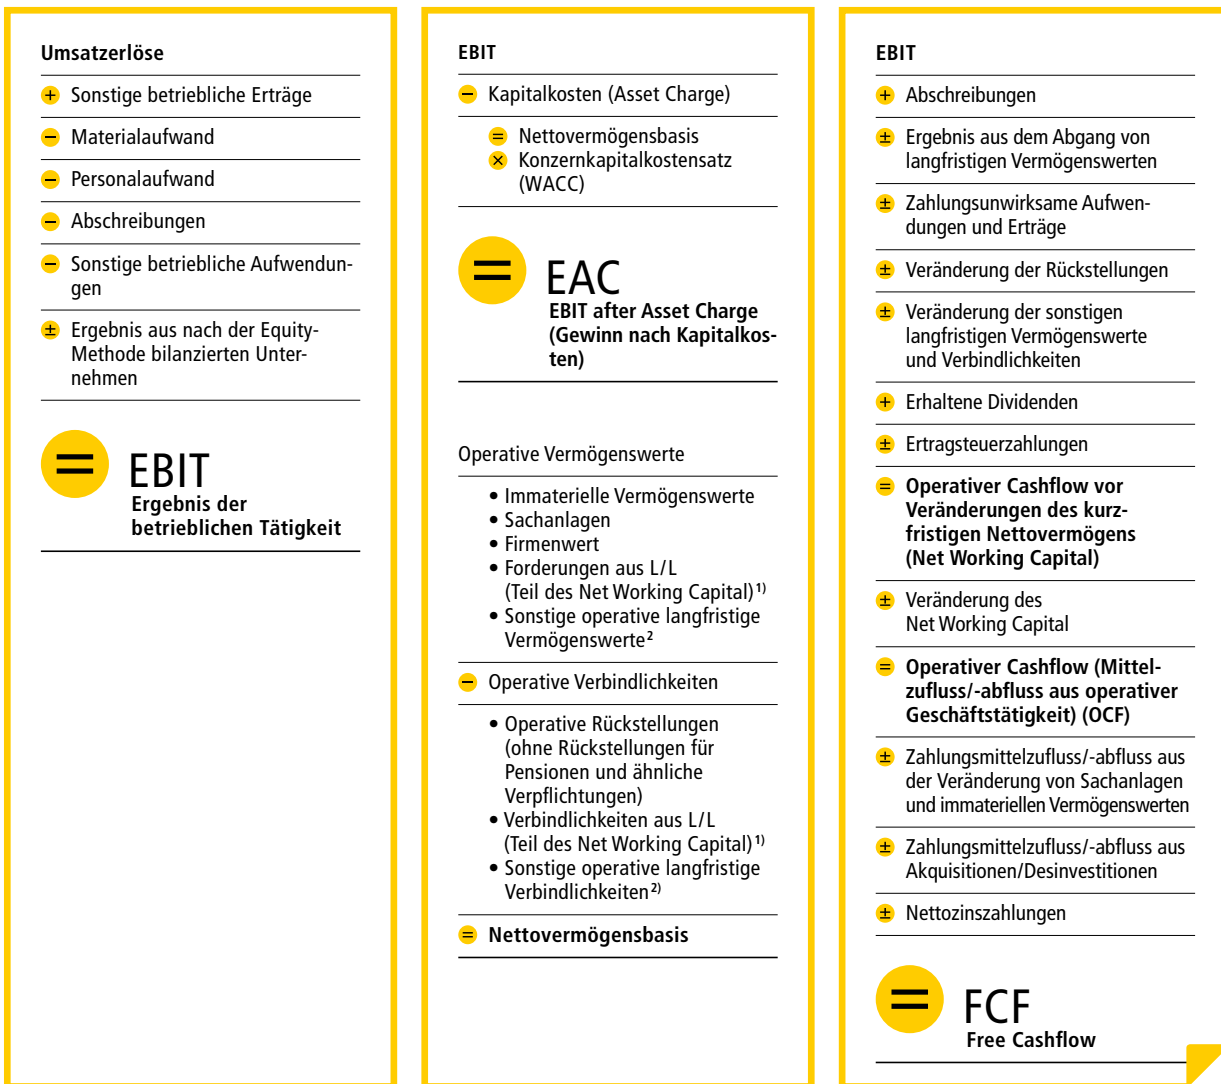 Umsatzerlöse
+ Sonstige betriebliche Erträge
− Materialaufwand
− Personalaufwand
− Abschreibungen
− Sonstige betriebliche Aufwendun-
gen
± Ergebnis aus nach der Equity-
Methode bilanzierten Unter-
nehmen
= EBIT
Ergebnis der
betrieblichen Tätigkeit
EBIT
− Kapitalkosten (Asset Charge)
= Nettovermögensbasis
× Konzernkapitalkostensatz
(WACC)
= EAC
EBIT after Asset Charge
(Gewinn nach Kapitalkos-
ten)
Operative Vermögenswerte
• Immaterielle Vermögenswerte
• Sachanlagen
• Firmenwert
• Forderungen aus L/L
(Teil des Net Working Capital) 1)
• Sonstige operative langfristige
Vermögenswerte 2
− Operative Verbindlichkeiten
• Operative Rückstellungen
(ohne Rückstellungen für
Pensionen und ähnliche
Verpflichtungen)
• Verbindlichkeiten aus L/L
(Teil des Net Working Capital) 1)
• Sonstige operative langfristige
Verbindlichkeiten 2)
= Nettovermögensbasis
EBIT
+ Abschreibungen
± Ergebnis aus dem Abgang von
langfristigen Vermögenswerten
± Zahlungsunwirksame Aufwen-
dungen und Erträge
± Veränderung der Rückstellungen
± Veränderung der sonstigen
langfristigen Vermögenswerte
und Verbindlichkeiten
+ Erhaltene Dividenden
± Ertragsteuerzahlungen
= Operativer Cashflow vor
Veränderungen des kurz-
fristigen Nettovermögens
(Net Working Capital)
± Veränderung des
Net Working Capital
= Operativer Cashflow (Mittel-
zufluss/-abfluss aus operativer
Geschäftstätigkeit) (OCF)
± Zahlungsmittelzufluss/-abfluss aus
der Veränderung von Sachanlagen
und immateriellen Vermögenswerten
± Zahlungsmittelzufluss/-abfluss aus
Akquisitionen/Desinvestitionen
± Nettozinszahlungen
= FCF
Free Cashflow